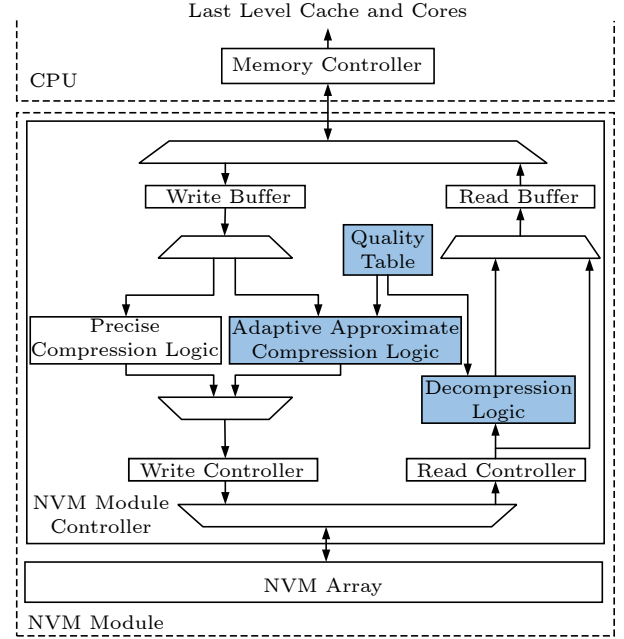 Last Level Cache and Cores
Memory Controller
CPU
Write Buffer
Read Buffer
Quality
Table
Precise
Compression Logic
Adaptive Approximate
Compression Logic
Decompression
Logic
Write Controller
Read Controller
NVM Module
Controller
NVM Array
NVM Module